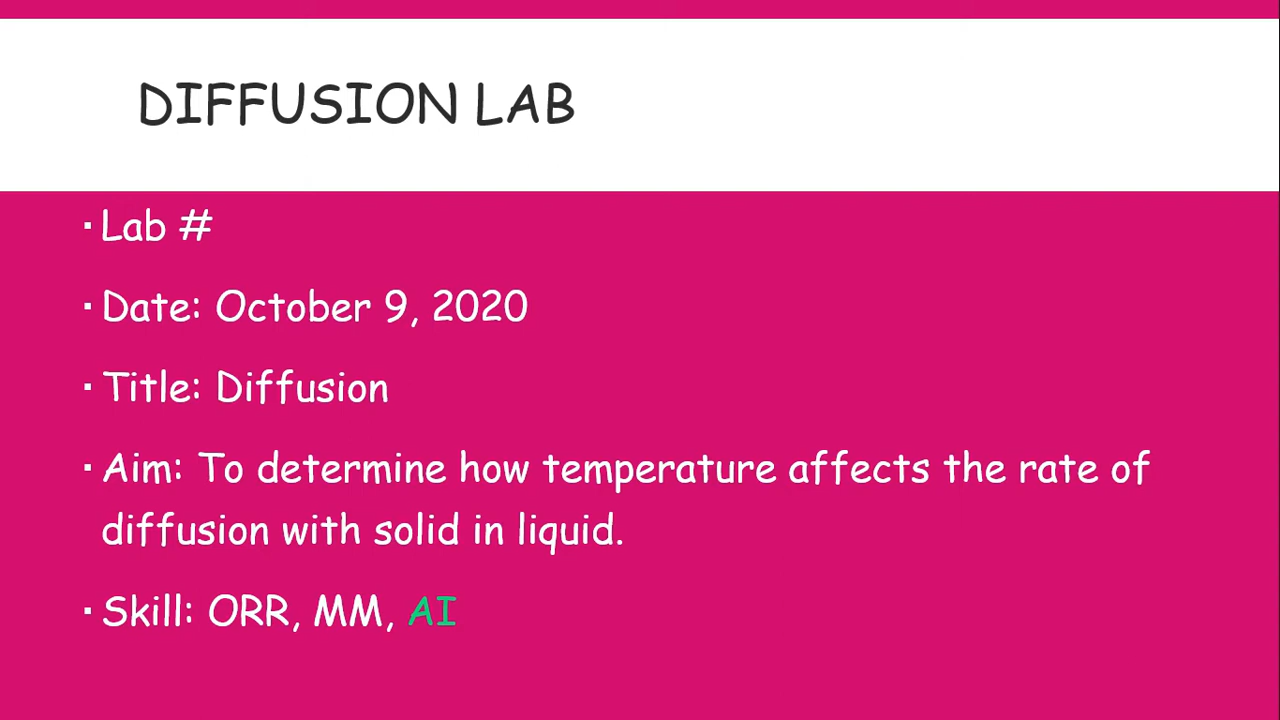 DIFFUSION LAB
▪ Lab #
▪ Date: October 9, 2020
▪ Title: Diffusion
▪ Aim: To determine how temperature affects the rate of
diffusion with solid in liquid.
▪ Skill: ORR, MM, AI